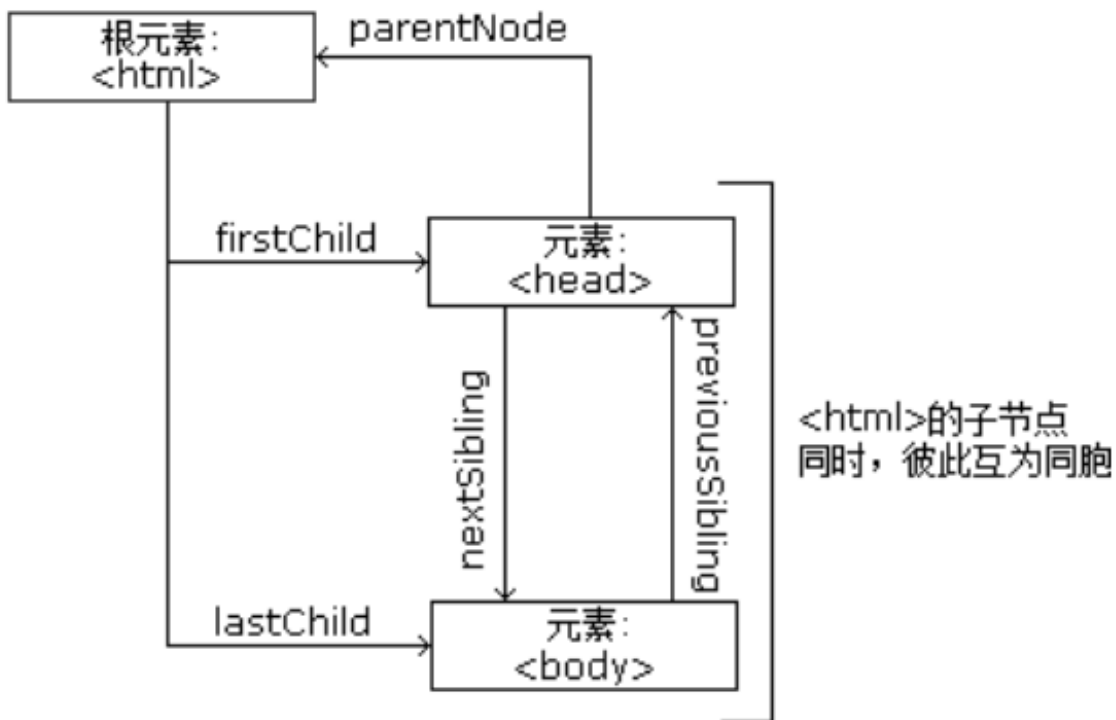 根元素:
<html>
parentNode
firstChild
元素:
<head>
nextSibling
previousSibling
<html>的子节点
同时，彼此互为同胞
lastChild
元素:
<body>